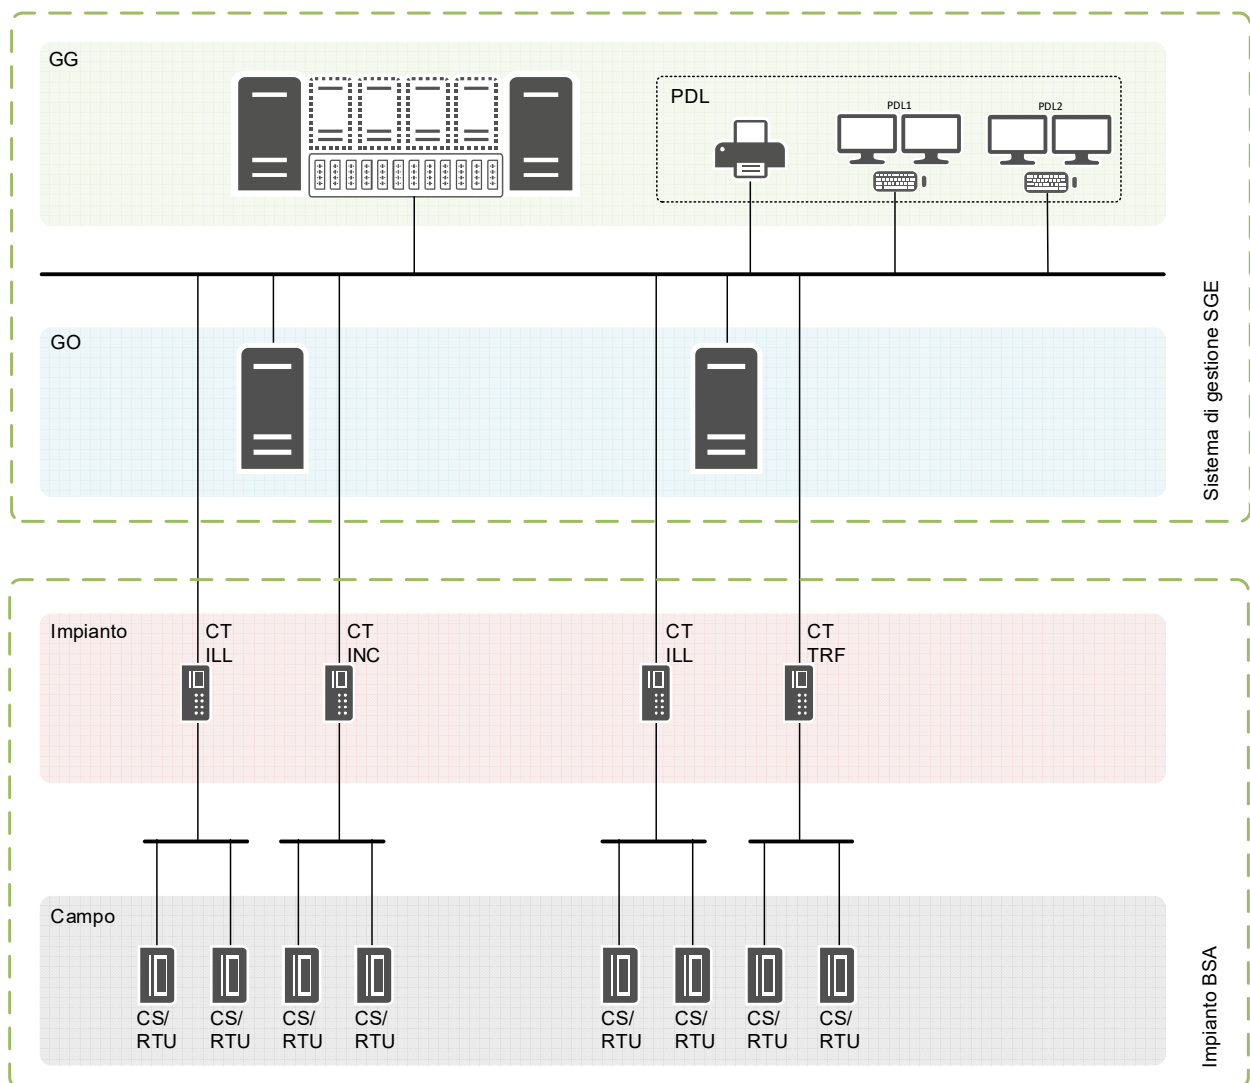 GG
PDL
PDL1
PDL2
Sistema di gestione SGE
GO
Impianto
CT
ILL
CT
INC
CT
ILL
CT
TRF
Campo
CS/
RTU
CS/
RTU
CS/
RTU
CS/
RTU
CS/
RTU
CS/
RTU
CS/
RTU
CS/
RTU
Impianto BSA